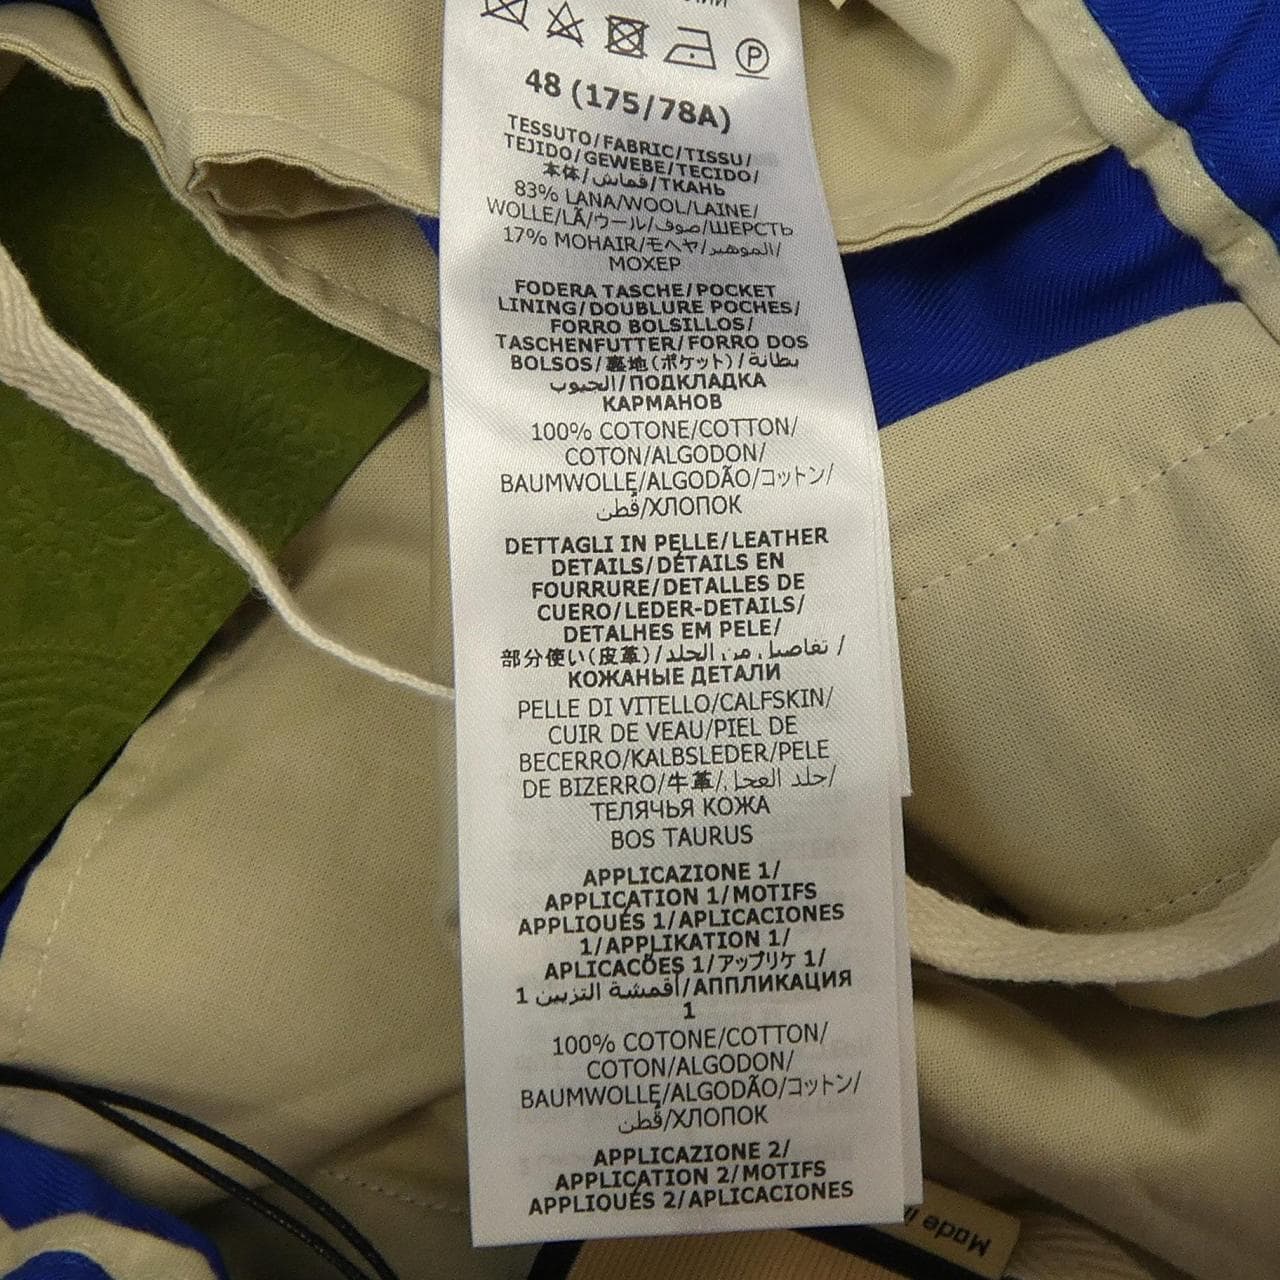 48 (175/78A)
TESSUTO/FABRIC/TISSU/
TEJIDO/GEWEBE/TECIDO/
本体/قماش/ТКАНЬ
83% LANA/WOOL/LAINE/
WOLLE/LÃ/ウール/صوف/ШЕРСТЬ
17% MOHAIR/モヘヤ/الموهير/
МОХЕР
FODERA TASCHE/POCKET
LINING/DOUBLURE POCHES/
FORRO BOLSILLOS/
TASCHENFUTTER/FORRO DOS
BOLSOS/裏地(ポケット)/بطانة
الجيوب/ПОДКЛАДКА
КАРМАНОВ
100% COTONE/COTTON/
COTON/ALGODON/
BAUMWOLLE/ALGODÃO/コットン/
قطن/ХЛОПОК
DETTAGLI IN PELLE/LEATHER
DETAILS/DÉTAILS EN
FOURRURE/DETALLES DE
CUERO/LEDER-DETAILS/
DETALHES EM PELE/
部分使い(皮革)/تفاصيل من الجلد/
КОЖАНЫЕ ДЕТАЛИ
PELLE DI VITELLO/CALFSKIN/
CUIR DE VEAU/PIEL DE
BECERRO/KALBSLEDER/PELE
DE BIZERRO/牛革/جلد العجل/
ТЕЛЯЧЬЯ КОЖА
BOS TAURUS
APPLICAZIONE 1/
APPLICATION 1/MOTIFS
APPLIQUÉS 1/APLICACIONES
1/APPLIKATION 1/
APLICACÕES 1/アップリケ 1/
أقمشة التزيين 1/АППЛИКАЦИЯ
1
100% COTONE/COTTON/
COTON/ALGODON/
BAUMWOLLE/ALGODÃO/コットン/
قطن/ХЛОПОК
APPLICAZIONE 2/
APPLICATION 2/MOTIFS
APPLIQUÉS 2/APLICACIONES
Made in